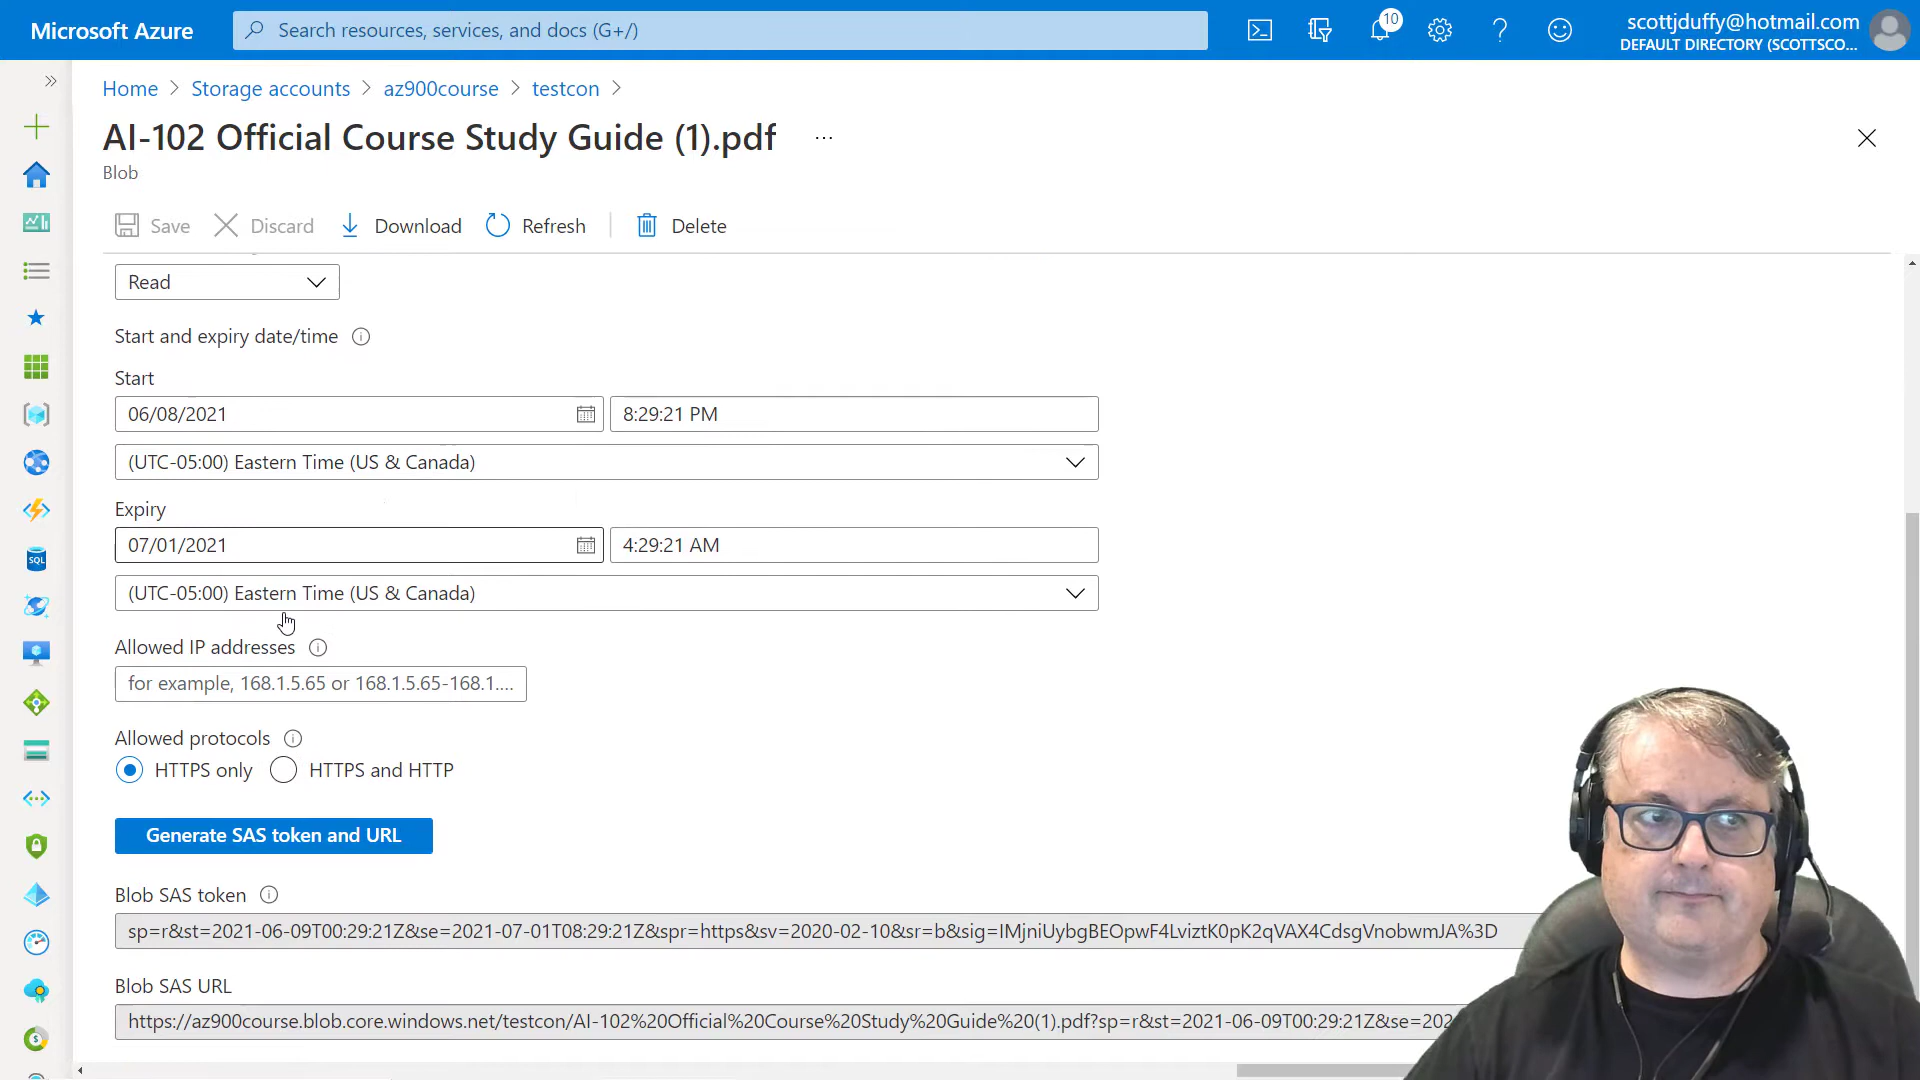 Microsoft Azure
Search resources, services, and docs (G+/)
10
scottjduffy@hotmail.com
DEFAULT DIRECTORY (SCOTTSCO...
Home > Storage accounts > az900course > testcon >
AI-102 Official Course Study Guide (1).pdf ...
Blob
Save Discard Download Refresh Delete
Read
Start and expiry date/time
Start
06/08/2021 8:29:21 PM
(UTC-05:00) Eastern Time (US & Canada)
Expiry
07/01/2021 4:29:21 AM
(UTC-05:00) Eastern Time (US & Canada)
Allowed IP addresses
for example, 168.1.5.65 or 168.1.5.65-168.1....
Allowed protocols
HTTPS only HTTPS and HTTP
Generate SAS token and URL
Blob SAS token
sp=r&st=2021-06-09T00:29:21Z&se=2021-07-01T08:29:21Z&spr=https&sv=2020-02-10&sr=b&sig=IMjniUybgBEOpwF4LviztK0pK2qVAX4CdsgVnobwmJA%3D
Blob SAS URL
https://az900course.blob.core.windows.net/testcon/AI-102%20Official%20Course%20Study%20Guide%20(1).pdf?sp=r&st=2021-06-09T00:29:21Z&se=202